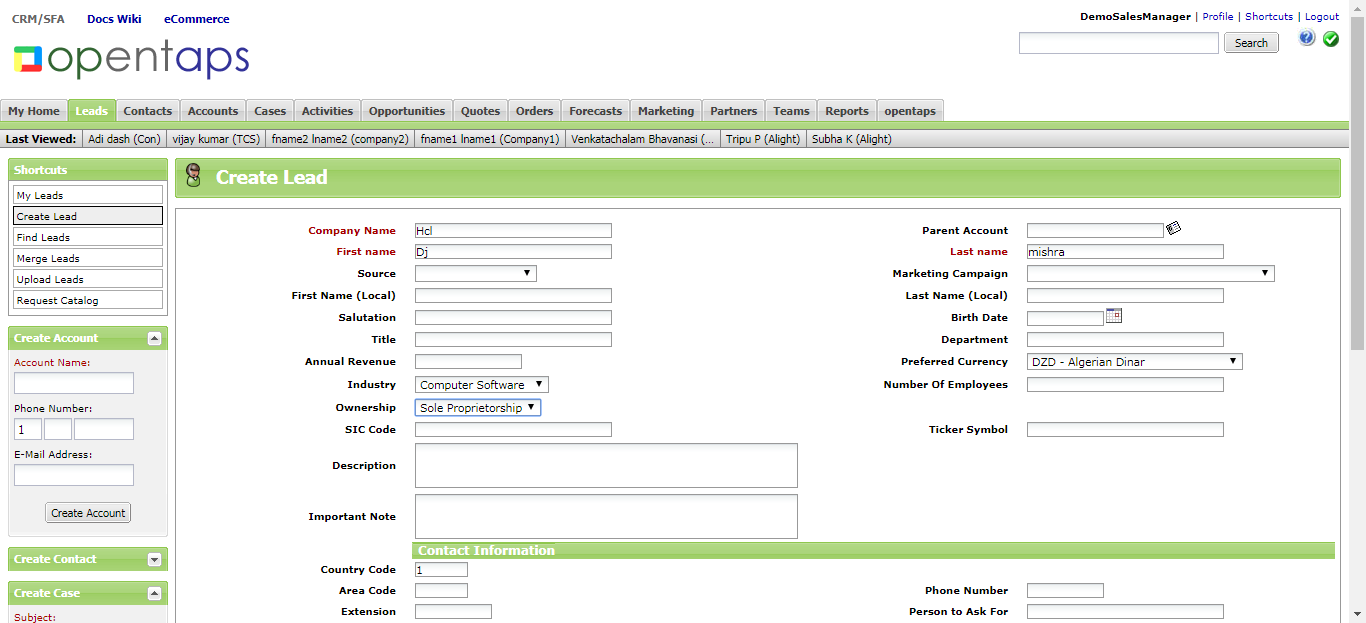 CRM/SFA Docs Wiki eCommerce
DemoSalesManager | Profile | Shortcuts | Logout
opentaps
Search
?
My Home Leads Contacts Accounts Cases Activities Opportunities Quotes Orders Forecasts Marketing Partners Teams Reports opentaps
Last Viewed: Adi dash (Con) vijay kumar (TCS) fname2 lname2 (company2) fname1 lname1 (Company1) Venkatachalam Bhavanasi (... Tripu P (Alight) Subha K (Alight)
Shortcuts
My Leads
Create Lead
Find Leads
Merge Leads
Upload Leads
Request Catalog
Create Account
Account Name:
Phone Number:
1
E-Mail Address:
Create Account
Create Contact
Create Case
Subject:
Create Lead
Company Name Hcl Parent Account
First name Dj Last name mishra
Source Marketing Campaign
First Name (Local) Last Name (Local)
Salutation Birth Date
Title Department
Annual Revenue Preferred Currency DZD - Algerian Dinar
Industry Computer Software Number Of Employees
Ownership Sole Proprietorship
SIC Code Ticker Symbol
Description
Important Note
Contact Information
Country Code 1
Area Code Phone Number
Extension Person to Ask For